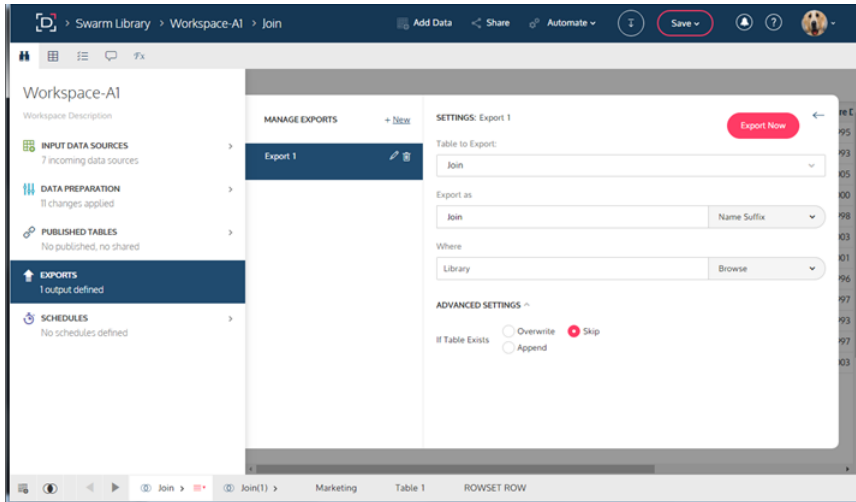 Swarm Library > Workspace-A1 > Join
Add Data
Share
Automate
Save
?
Fx
Workspace-A1
Workspace Description
INPUT DATA SOURCES
7 incoming data sources
DATA PREPARATION
11 changes applied
PUBLISHED TABLES
No published, no shared
EXPORTS
1 output defined
SCHEDULES
No schedules defined
MANAGE EXPORTS
+ New
Export 1
SETTINGS: Export 1
Export Now
Table to Export:
Join
Export as
Join
Name Suffix
Where
Library
Browse
ADVANCED SETTINGS
If Table Exists
Overwrite
Skip
Append
Join >
Join(1) >
Marketing
Table 1
ROWSET ROW